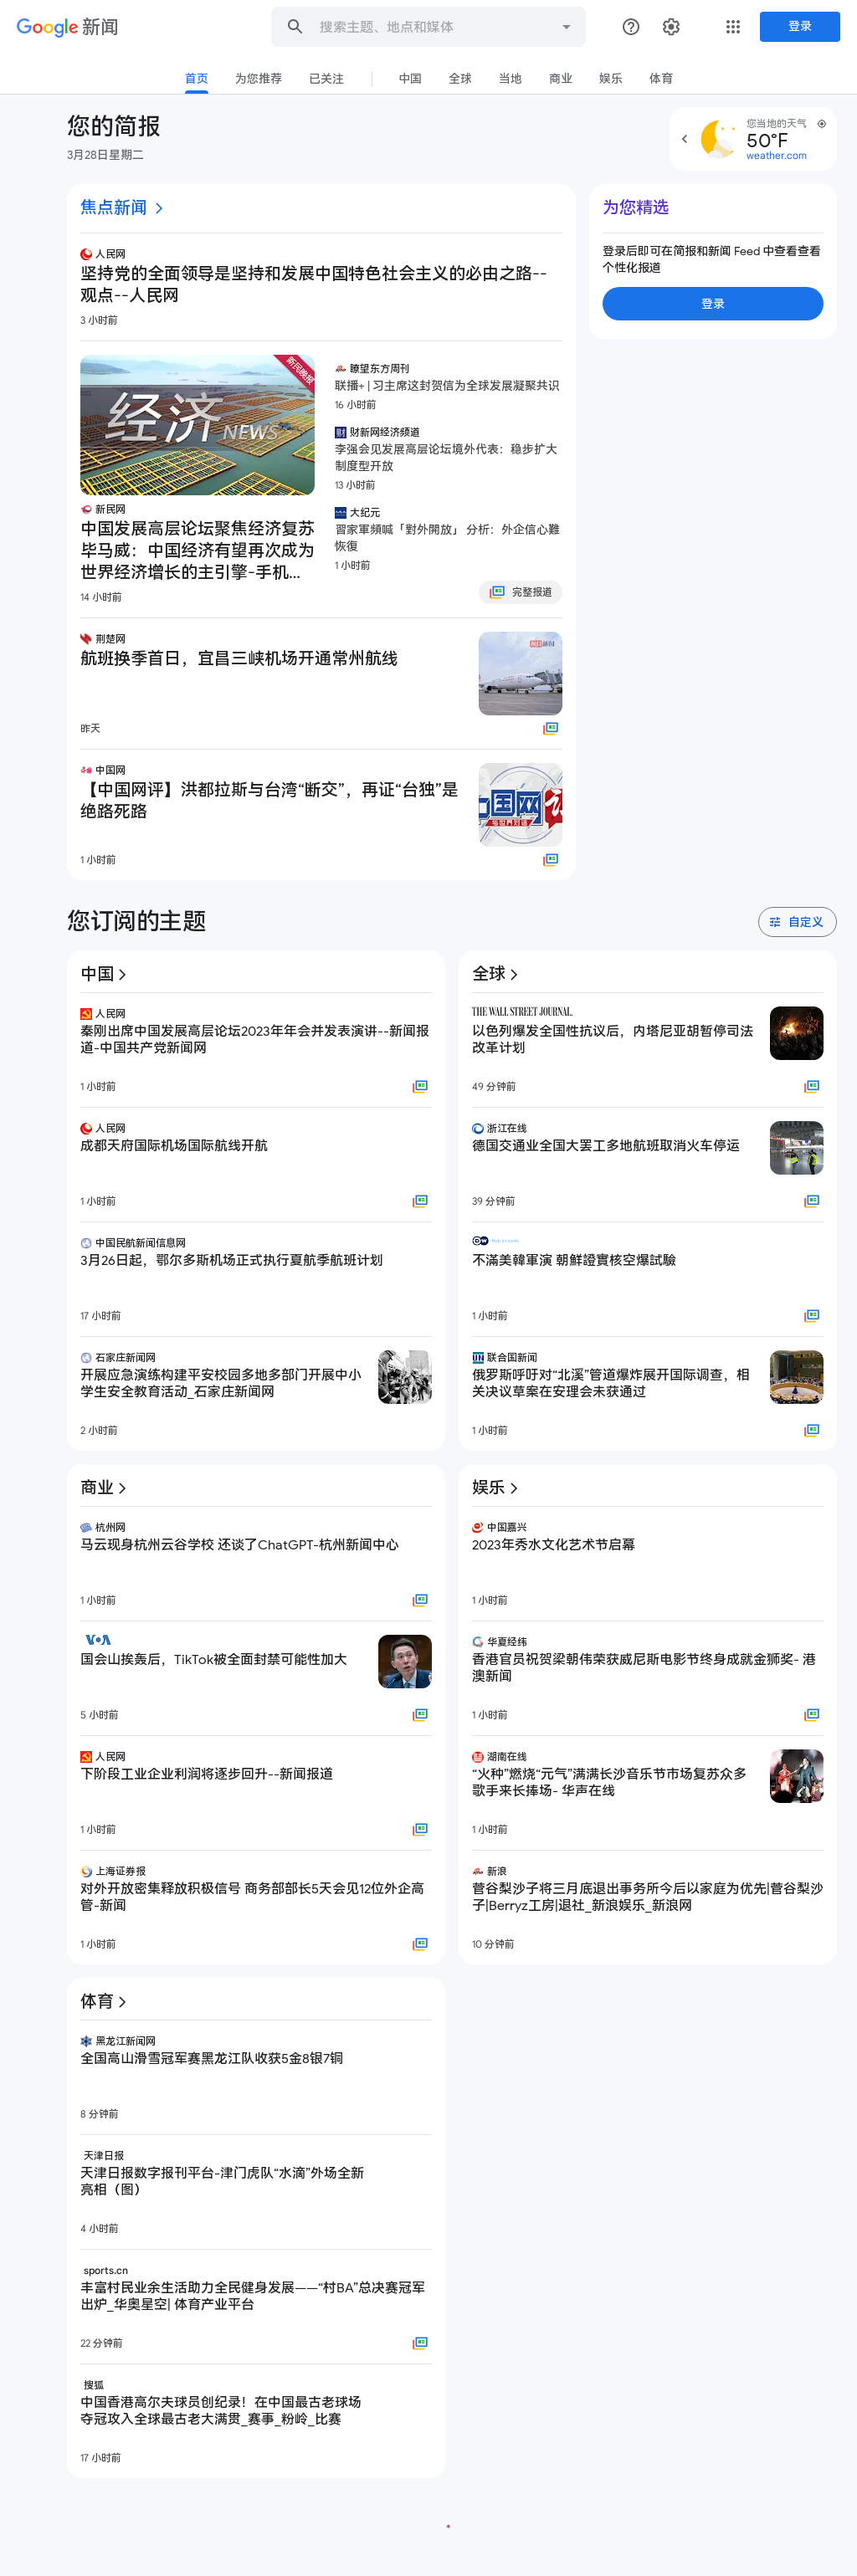 Google 新闻
搜索主题、地点和媒体
登录
首页
为您推荐
已关注
中国
全球
当地
商业
娱乐
体育
您的简报
3月28日星期二
您当地的天气
50°F
weather.com
焦点新闻
人民网
坚持党的全面领导是坚持和发展中国特色社会主义的必由之路--
观点--人民网
3 小时前
新民晚报
经济
NEWS
新民网
中国发展高层论坛聚焦经济复苏
毕马威：中国经济有望再次成为
世界经济增长的主引擎-手机...
14 小时前
瞭望东方周刊
联播+ | 习主席这封贺信为全球发展凝聚共识
16 小时前
财新网经济频道
李强会见发展高层论坛境外代表：稳步扩大
制度型开放
13 小时前
大纪元
習家軍頻喊「對外開放」 分析：外企信心難
恢復
1 小时前
完整报道
荆楚网
航班换季首日，宜昌三峡机场开通常州航线
昨天
中国网
【中国网评】洪都拉斯与台湾“断交”，再证“台独”是
绝路死路
1 小时前
为您精选
登录后即可在简报和新闻 Feed 中查看查看
个性化报道
登录
您订阅的主题
自定义
中国
人民网
秦刚出席中国发展高层论坛2023年年会并发表演讲--新闻报
道-中国共产党新闻网
1 小时前
人民网
成都天府国际机场国际航线开航
1 小时前
中国民航新闻信息网
3月26日起，鄂尔多斯机场正式执行夏航季航班计划
17 小时前
石家庄新闻网
开展应急演练构建平安校园多地多部门开展中小
学生安全教育活动_石家庄新闻网
2 小时前
全球
THE WALL STREET JOURNAL.
以色列爆发全国性抗议后，内塔尼亚胡暂停司法
改革计划
49 分钟前
浙江在线
德国交通业全国大罢工多地航班取消火车停运
39 分钟前
DW
不滿美韓軍演 朝鮮證實核空爆試驗
1 小时前
联合国新闻
俄罗斯呼吁对“北溪”管道爆炸展开国际调查，相
关决议草案在安理会未获通过
1 小时前
商业
杭州网
马云现身杭州云谷学校 还谈了ChatGPT-杭州新闻中心
1 小时前
VOA
国会山挨轰后，TikTok被全面封禁可能性加大
5 小时前
人民网
下阶段工业企业利润将逐步回升--新闻报道
1 小时前
上海证券报
对外开放密集释放积极信号 商务部部长5天会见12位外企高
管-新闻
1 小时前
娱乐
中国嘉兴
2023年秀水文化艺术节启幕
1 小时前
华夏经纬
香港官员祝贺梁朝伟荣获威尼斯电影节终身成就金狮奖- 港
澳新闻
1 小时前
湖南在线
“火种”燃烧“元气”满满长沙音乐节市场复苏众多
歌手来长捧场- 华声在线
1 小时前
新浪
菅谷梨沙子将三月底退出事务所今后以家庭为优先|菅谷梨沙
子|Berryz工房|退社_新浪娱乐_新浪网
10 分钟前
体育
黑龙江新闻网
全国高山滑雪冠军赛黑龙江队收获5金8银7铜
8 分钟前
天津日报
天津日报数字报刊平台-津门虎队“水滴”外场全新
亮相（图）
4 小时前
sports.cn
丰富村民业余生活助力全民健身发展——“村BA”总决赛冠军
出炉_华奥星空| 体育产业平台
22 分钟前
搜狐
中国香港高尔夫球员创纪录！在中国最古老球场
夺冠攻入全球最古老大满贯_赛事_粉岭_比赛
17 小时前